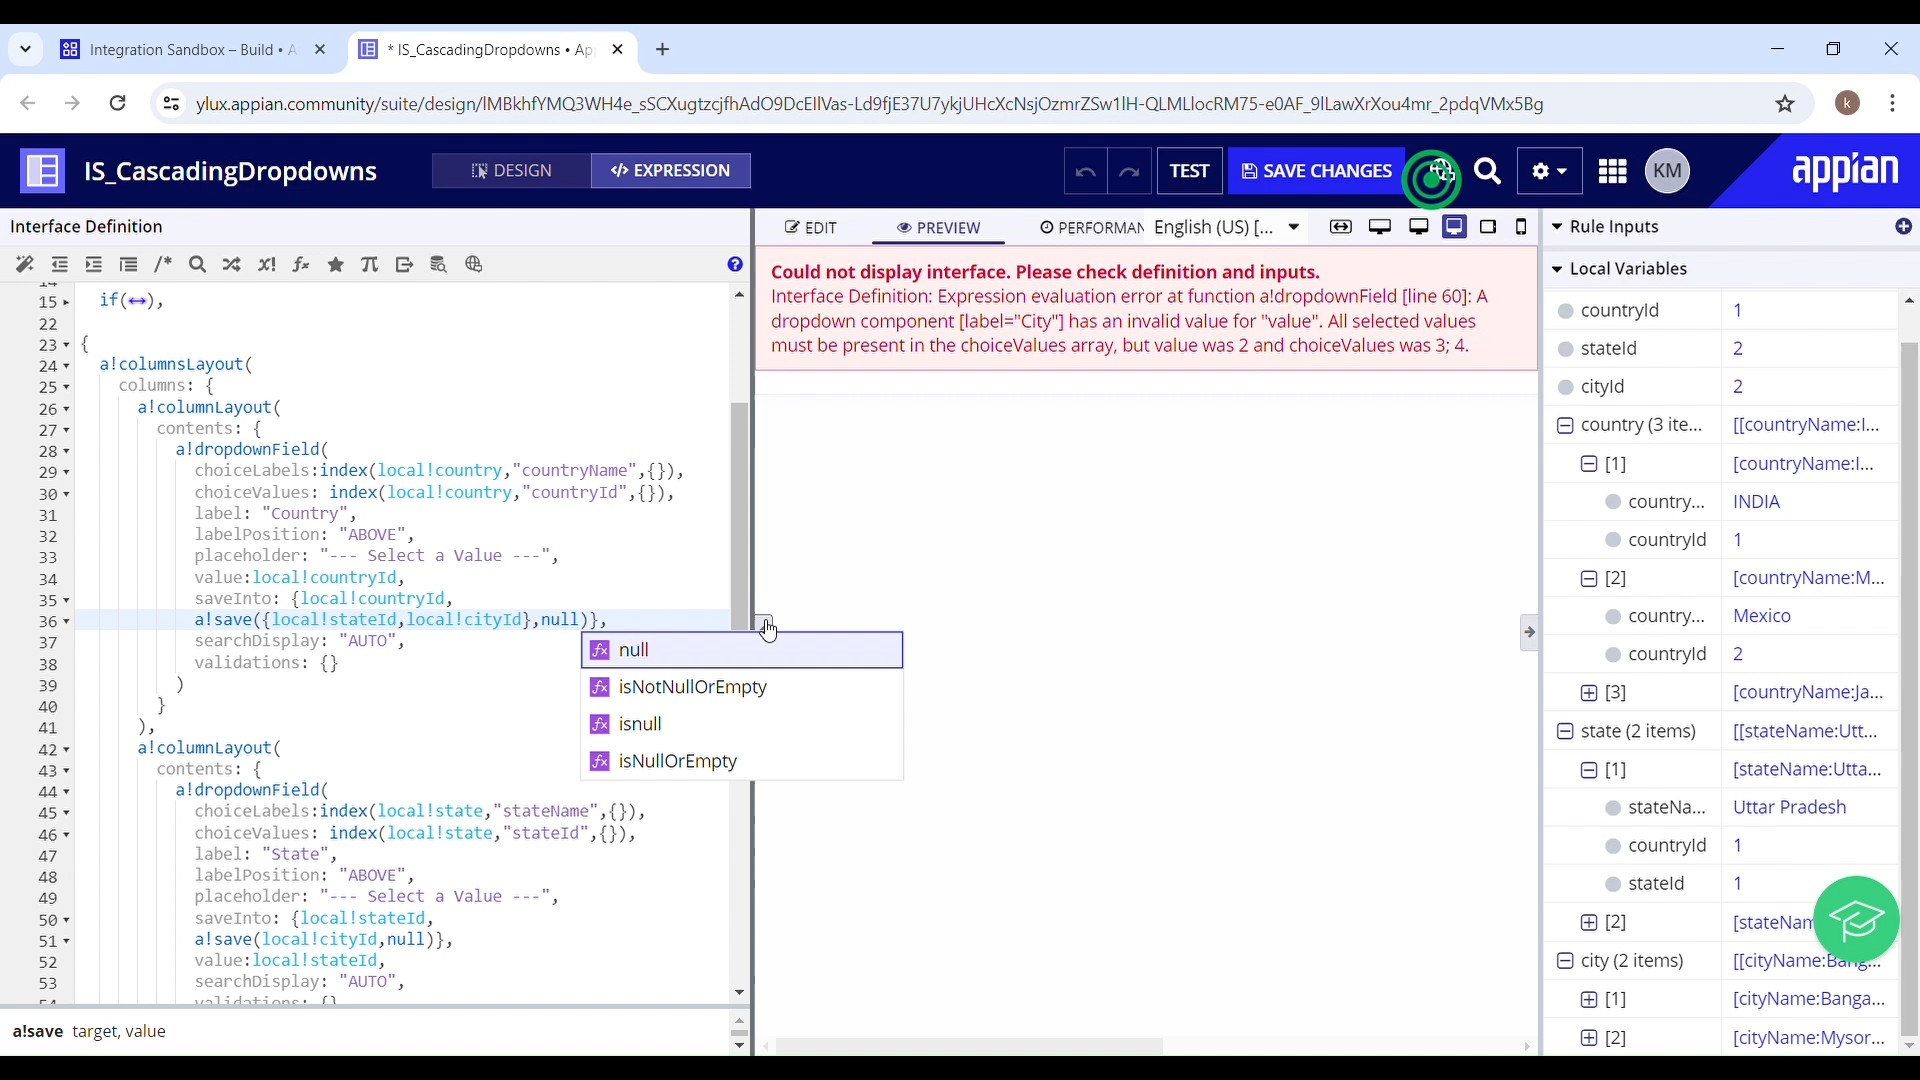 Integration Sandbox – Build • A
* IS_CascadingDropdowns • Ap
ylux.appian.community/suite/design/lMBkhfYMQ3WH4e_sSCXugtzcjfhAdO9DcEIlVas-Ld9fjE37U7ykjUHcXcNsjOzmrZSw1lH-QLMLlocRM75-e0AF_9lLawXrXou4mr_2pdqVMx5Bg
k
IS_CascadingDropdowns
DESIGN
</> EXPRESSION
TEST
SAVE CHANGES
KM
appian
Interface Definition
EDIT
PREVIEW
PERFORMAN
English (US) [...
Rule Inputs
Local Variables
Could not display interface. Please check definition and inputs.
Interface Definition: Expression evaluation error at function a!dropdownField [line 60]: A
dropdown component [label="City"] has an invalid value for "value". All selected values
must be present in the choiceValues array, but value was 2 and choiceValues was 3; 4.
15 if(↔),
22
23 {
24 a!columnsLayout(
25 columns: {
26 a!columnLayout(
27 contents: {
28 a!dropdownField(
29 choiceLabels:index(local!country,"countryName",{}),
30 choiceValues: index(local!country,"countryId",{}),
31 label: "Country",
32 labelPosition: "ABOVE",
33 placeholder: "--- Select a Value ---",
34 value:local!countryId,
35 saveInto: {local!countryId,
36 a!save({local!stateId,local!cityId},null)},
37 searchDisplay: "AUTO",
38 validations: {}
39 )
40 }
41 ),
42 a!columnLayout(
43 contents: {
44 a!dropdownField(
45 choiceLabels:index(local!state,"stateName",{}),
46 choiceValues: index(local!state,"stateId",{}),
47 label: "State",
48 labelPosition: "ABOVE",
49 placeholder: "--- Select a Value ---",
50 saveInto: {local!stateId,
51 a!save(local!cityId,null)},
52 value:local!stateId,
53 searchDisplay: "AUTO",
validations: {}
null
isNotNullOrEmpty
isnull
isNullOrEmpty
a!save target, value
countryId 1
stateId 2
cityId 2
country (3 ite... [[countryName:I...
[1] [countryName:I...
country... INDIA
countryId 1
[2] [countryName:M...
country... Mexico
countryId 2
[3] [countryName:Ja...
state (2 items) [[stateName:Utt...
[1] [stateName:Utta...
stateNa... Uttar Pradesh
countryId 1
stateId 1
[2] [stateNam
city (2 items) [[cityName:Bang...
[1] [cityName:Banga...
[2] [cityName:Mysor...